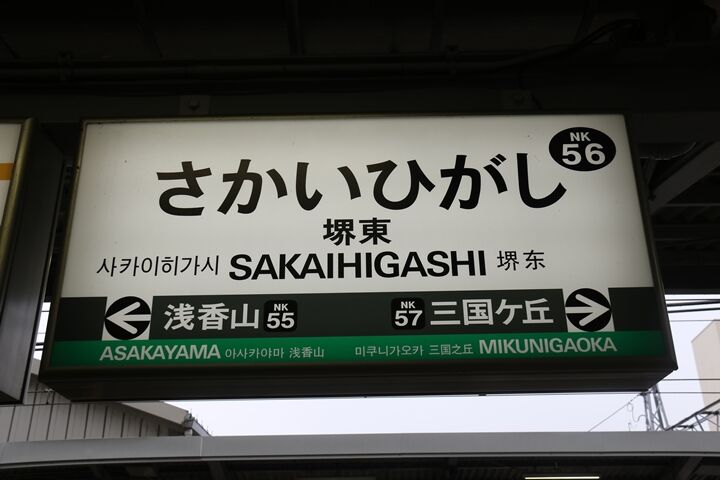 NK
56
さかいひがし
堺東
사카이히가시 SAKAIHIGASHI 堺东
浅香山 NK 55 NK 57 三国ケ丘
ASAKAYAMA 아사카야마 浅香山 미쿠니가오카 三国之丘 MIKUNIGAOKA